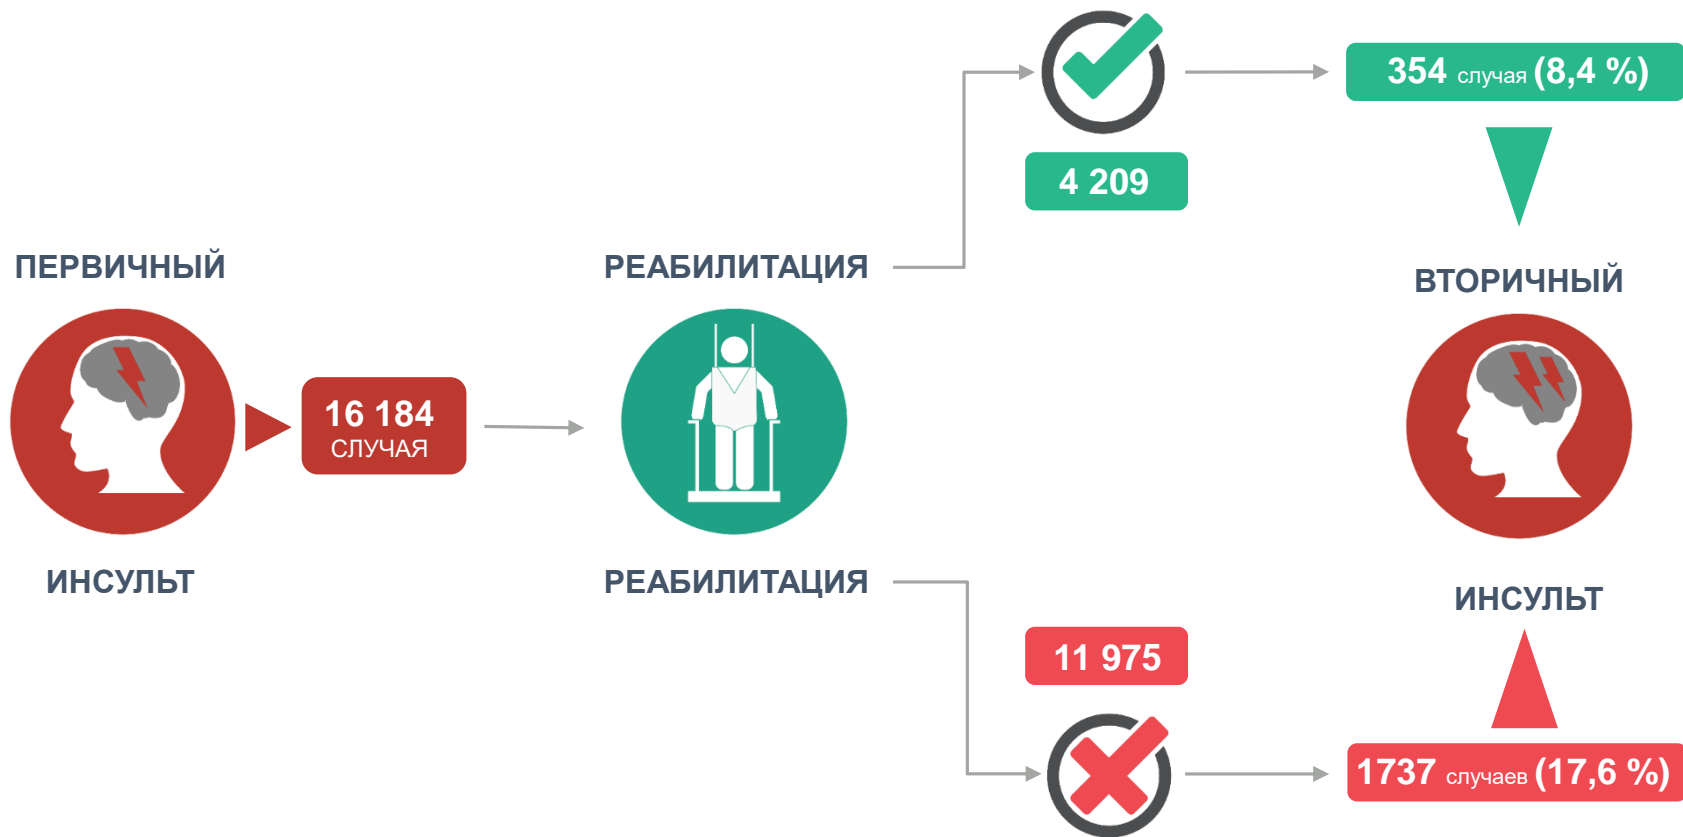 ПЕРВИЧНЫЙ
ИНСУЛЬТ
16 184
СЛУЧАЯ
РЕАБИЛИТАЦИЯ
РЕАБИЛИТАЦИЯ
4 209
354 случая (8,4 %)
11 975
1737 случаев (17,6 %)
ВТОРИЧНЫЙ
ИНСУЛЬТ